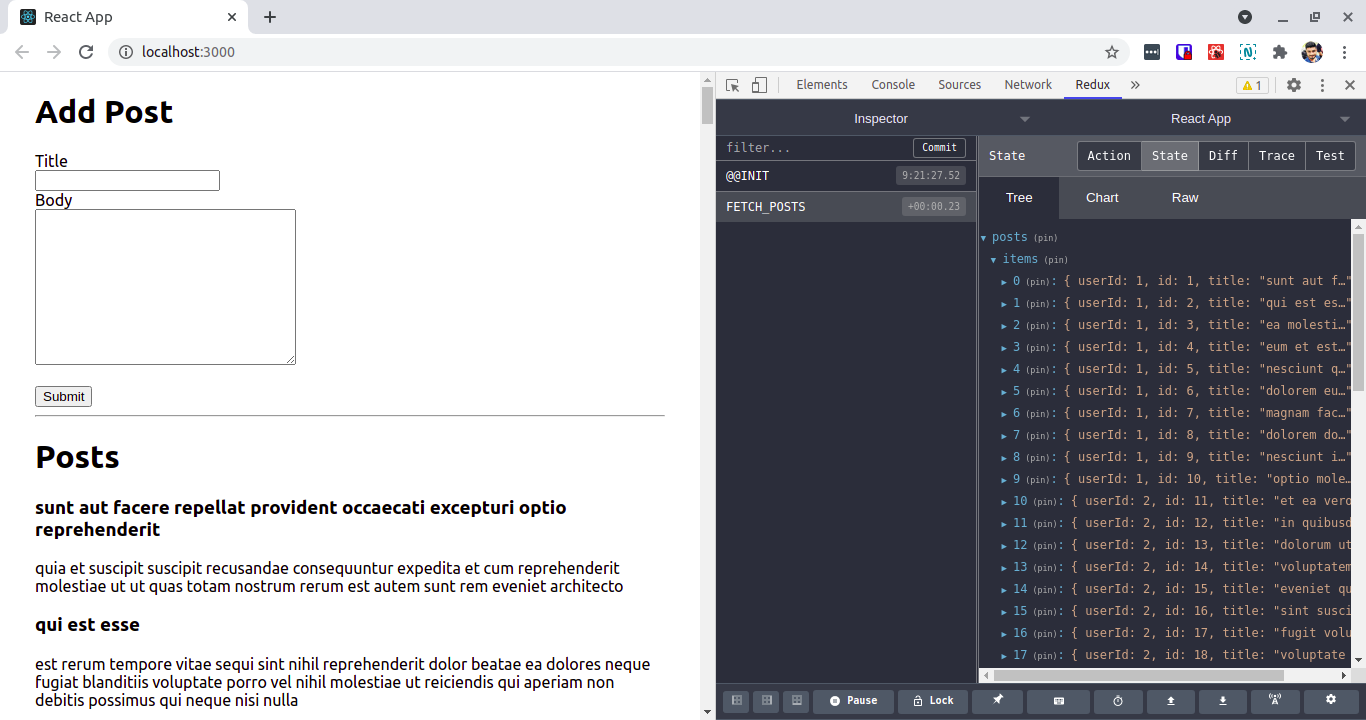 React App
localhost:3000
Add Post
Title
Body
Submit
Posts
sunt aut facere repellat provident occaecati excepturi optio
reprehenderit
quia et suscipit suscipit recusandae consequuntur expedita et cum reprehenderit
molestiae ut ut quas totam nostrum rerum est autem sunt rem eveniet architecto
qui est esse
est rerum tempore vitae sequi sint nihil reprehenderit dolor beatae ea dolores neque
fugiat blanditiis voluptate porro vel nihil molestiae ut reiciendis qui aperiam non
debitis possimus qui neque nisi nulla
Elements Console Sources Network Redux » 1
Inspector React App
filter... Commit
@@INIT 9:21:27.52
FETCH_POSTS +00:00.23
State Action State Diff Trace Test
Tree Chart Raw
posts (pin)
items (pin)
0 (pin): { userId: 1, id: 1, title: "sunt aut f…"
1 (pin): { userId: 1, id: 2, title: "qui est es…"
2 (pin): { userId: 1, id: 3, title: "ea molesti…"
3 (pin): { userId: 1, id: 4, title: "eum et est…"
4 (pin): { userId: 1, id: 5, title: "nesciunt q…"
5 (pin): { userId: 1, id: 6, title: "dolorem eu…"
6 (pin): { userId: 1, id: 7, title: "magnam fac…"
7 (pin): { userId: 1, id: 8, title: "dolorem do…"
8 (pin): { userId: 1, id: 9, title: "nesciunt i…"
9 (pin): { userId: 1, id: 10, title: "optio mole…
10 (pin): { userId: 2, id: 11, title: "et ea vero
11 (pin): { userId: 2, id: 12, title: "in quibusd
12 (pin): { userId: 2, id: 13, title: "dolorum ut
13 (pin): { userId: 2, id: 14, title: "voluptatem
14 (pin): { userId: 2, id: 15, title: "eveniet qu
15 (pin): { userId: 2, id: 16, title: "sint susci
16 (pin): { userId: 2, id: 17, title: "fugit volu
17 (pin): { userId: 2, id: 18, title: "voluptate
Pause Lock